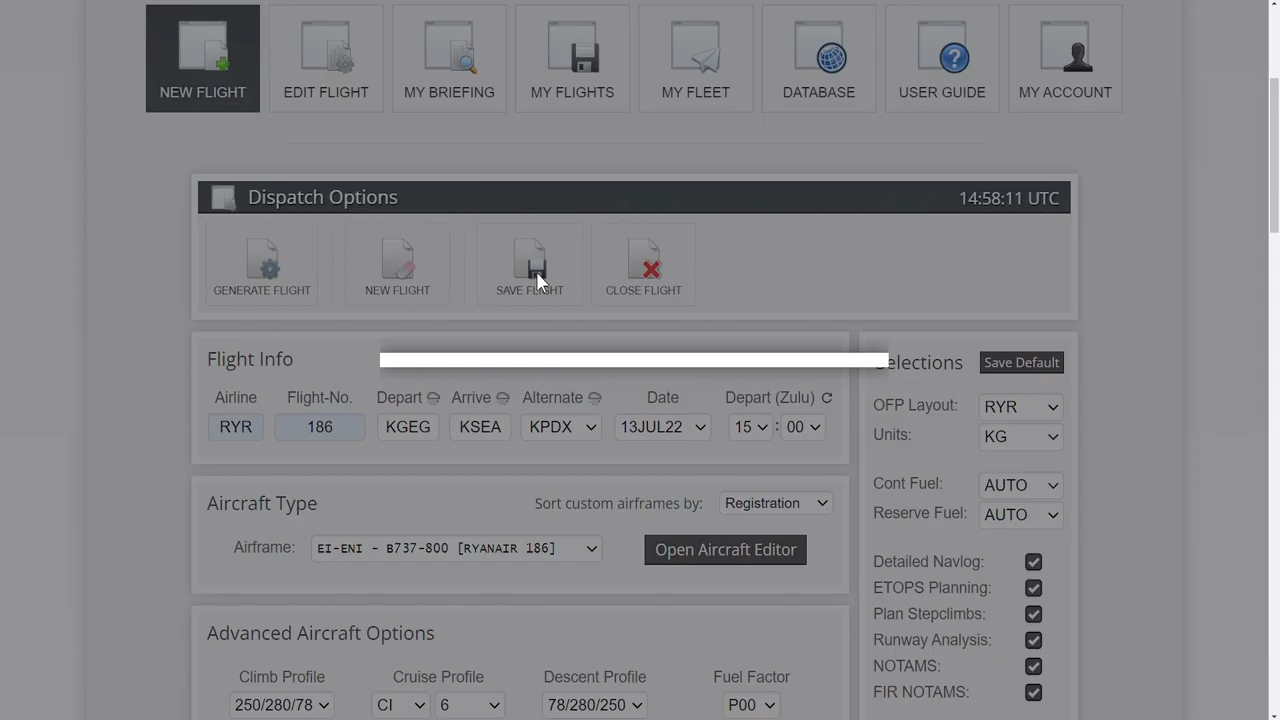 NEW FLIGHT EDIT FLIGHT MY BRIEFING MY FLIGHTS MY FLEET DATABASE USER GUIDE MY ACCOUNT
Dispatch Options 14:58:11 UTC
GENERATE FLIGHT NEW FLIGHT SAVE FLIGHT CLOSE FLIGHT
Flight Info
Airline Flight-No. Depart Arrive Alternate Date Depart (Zulu)
RYR 186 KGEG KSEA KPDX 13JUL22 15 : 00
Aircraft Type Sort custom airframes by: Registration
Airframe: EI-ENI - B737-800 [RYANAIR 186] Open Aircraft Editor
Advanced Aircraft Options
Climb Profile Cruise Profile Descent Profile Fuel Factor
250/280/78 CI 6 78/280/250 P00
Selections Save Default
OFP Layout: RYR
Units: KG
Cont Fuel: AUTO
Reserve Fuel: AUTO
Detailed Navlog:
ETOPS Planning:
Plan Stepclimbs:
Runway Analysis:
NOTAMS:
FIR NOTAMS: